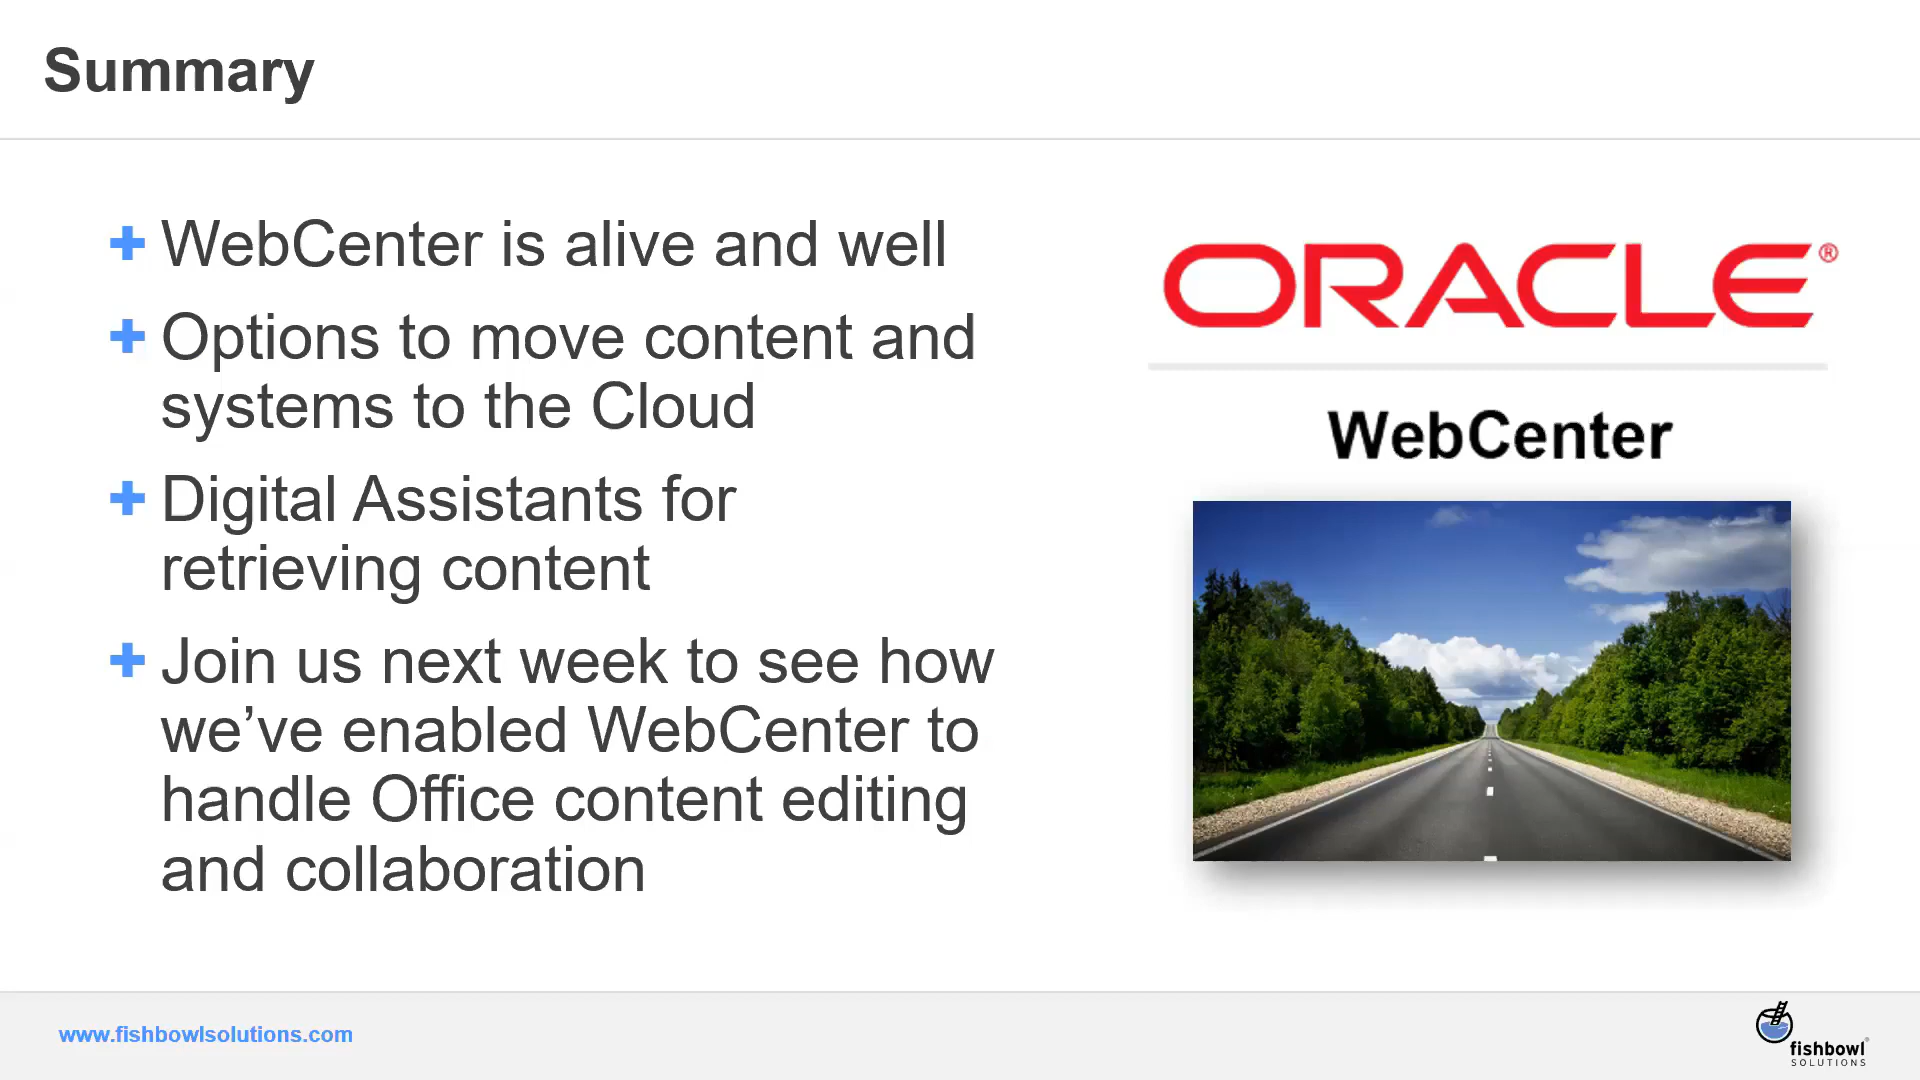 Summary
WebCenter is alive and well
Options to move content and
systems to the Cloud
Digital Assistants for
retrieving content
Join us next week to see how
we’ve enabled WebCenter to
handle Office content editing
and collaboration
ORACLE®
WebCenter
www.fishbowlsolutions.com
fishbowl®
SOLUTIONS